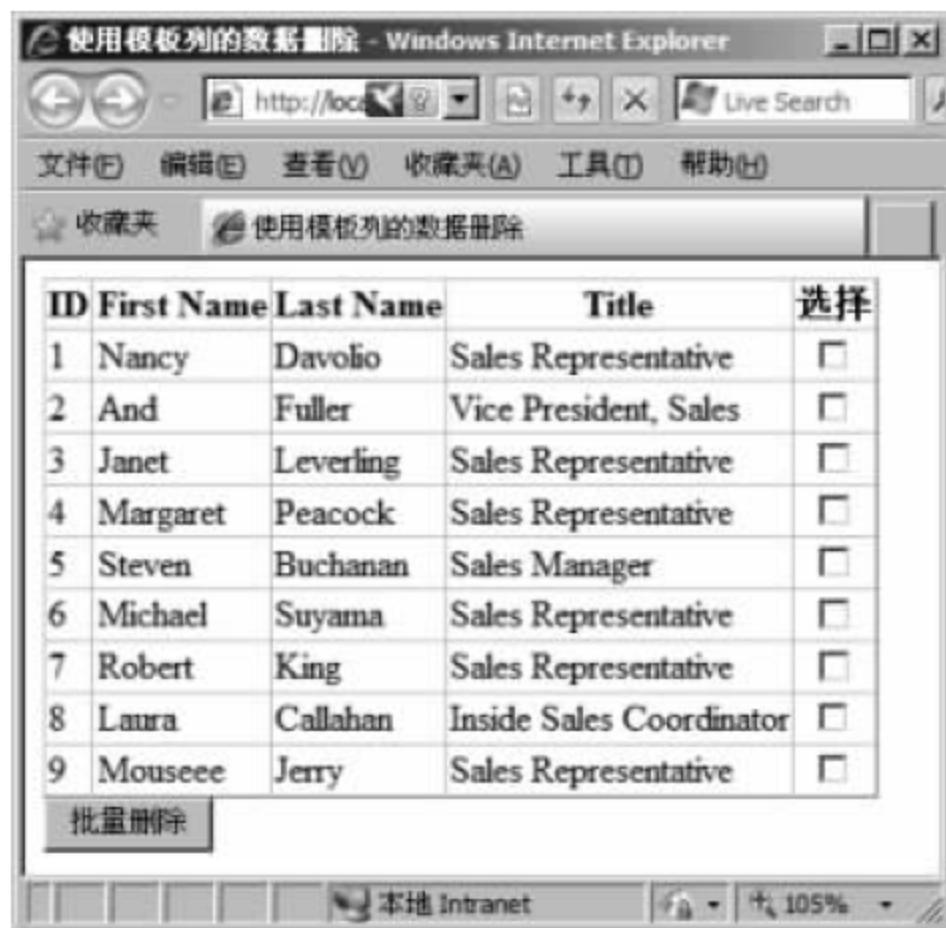 使用模板列的数据删除 - Windows Internet Explorer
http://loca Live Search
文件(F) 编辑(E) 查看(V) 收藏夹(A) 工具(T) 帮助(H)
收藏夹 使用模板列的数据删除
ID First Name Last Name Title 选择
1 Nancy Davolio Sales Representative
2 And Fuller Vice President, Sales
3 Janet Leverling Sales Representative
4 Margaret Peacock Sales Representative
5 Steven Buchanan Sales Manager
6 Michael Suyama Sales Representative
7 Robert King Sales Representative
8 Laura Callahan Inside Sales Coordinator
9 Mouseee Jerry Sales Representative
批量删除
本地 Intranet 105%